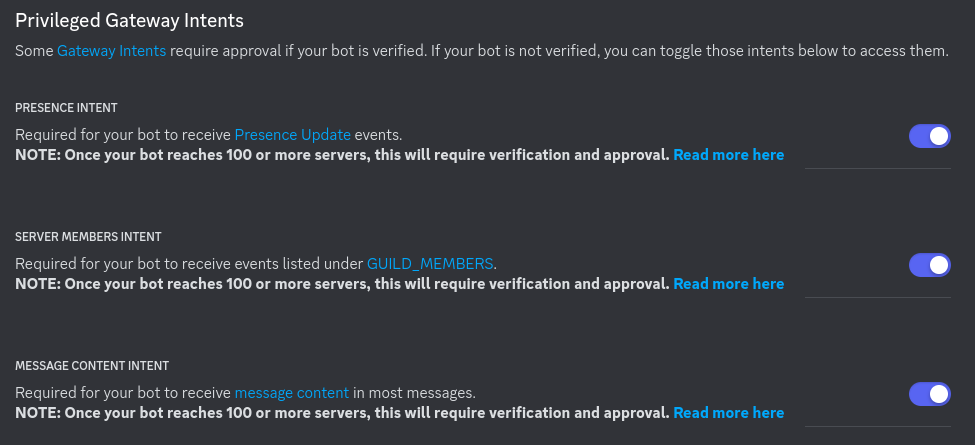 Privileged Gateway Intents
Some Gateway Intents require approval if your bot is verified. If your bot is not verified, you can toggle those intents below to access them.
PRESENCE INTENT
Required for your bot to receive Presence Update events.
NOTE: Once your bot reaches 100 or more servers, this will require verification and approval. Read more here
SERVER MEMBERS INTENT
Required for your bot to receive events listed under GUILD_MEMBERS.
NOTE: Once your bot reaches 100 or more servers, this will require verification and approval. Read more here
MESSAGE CONTENT INTENT
Required for your bot to receive message content in most messages.
NOTE: Once your bot reaches 100 or more servers, this will require verification and approval. Read more here